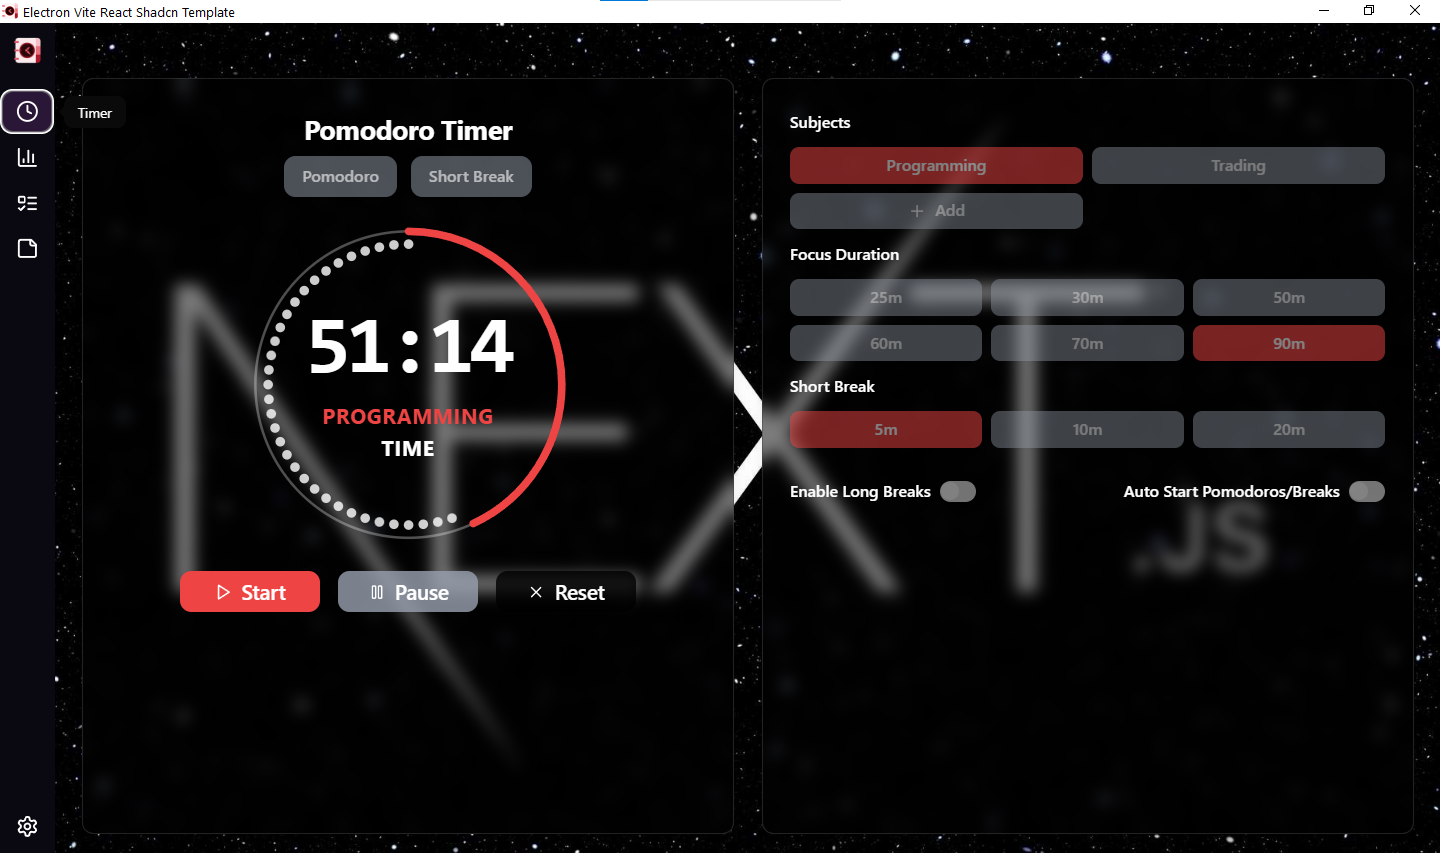 Electron Vite React Shadcn Template
Timer
Pomodoro Timer
Pomodoro
Short Break
51:14
PROGRAMMING
TIME
Start
Pause
Reset
Subjects
Programming
Trading
Add
Focus Duration
25m
30m
50m
60m
70m
90m
Short Break
5m
10m
20m
Enable Long Breaks
Auto Start Pomodoros/Breaks
NEXT
.JS